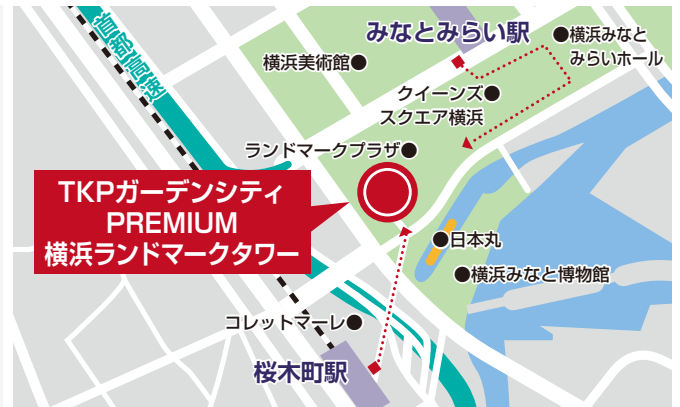 首都高速
みなとみらい駅
●横浜みなと
みらいホール
横浜美術館●
クイーンズ●
スクエア横浜
ランドマークプラザ●
TKPガーデンシティ
PREMIUM
横浜ランドマークタワー
●日本丸
●横浜みなと博物館
コレットマーレ●
桜木町駅